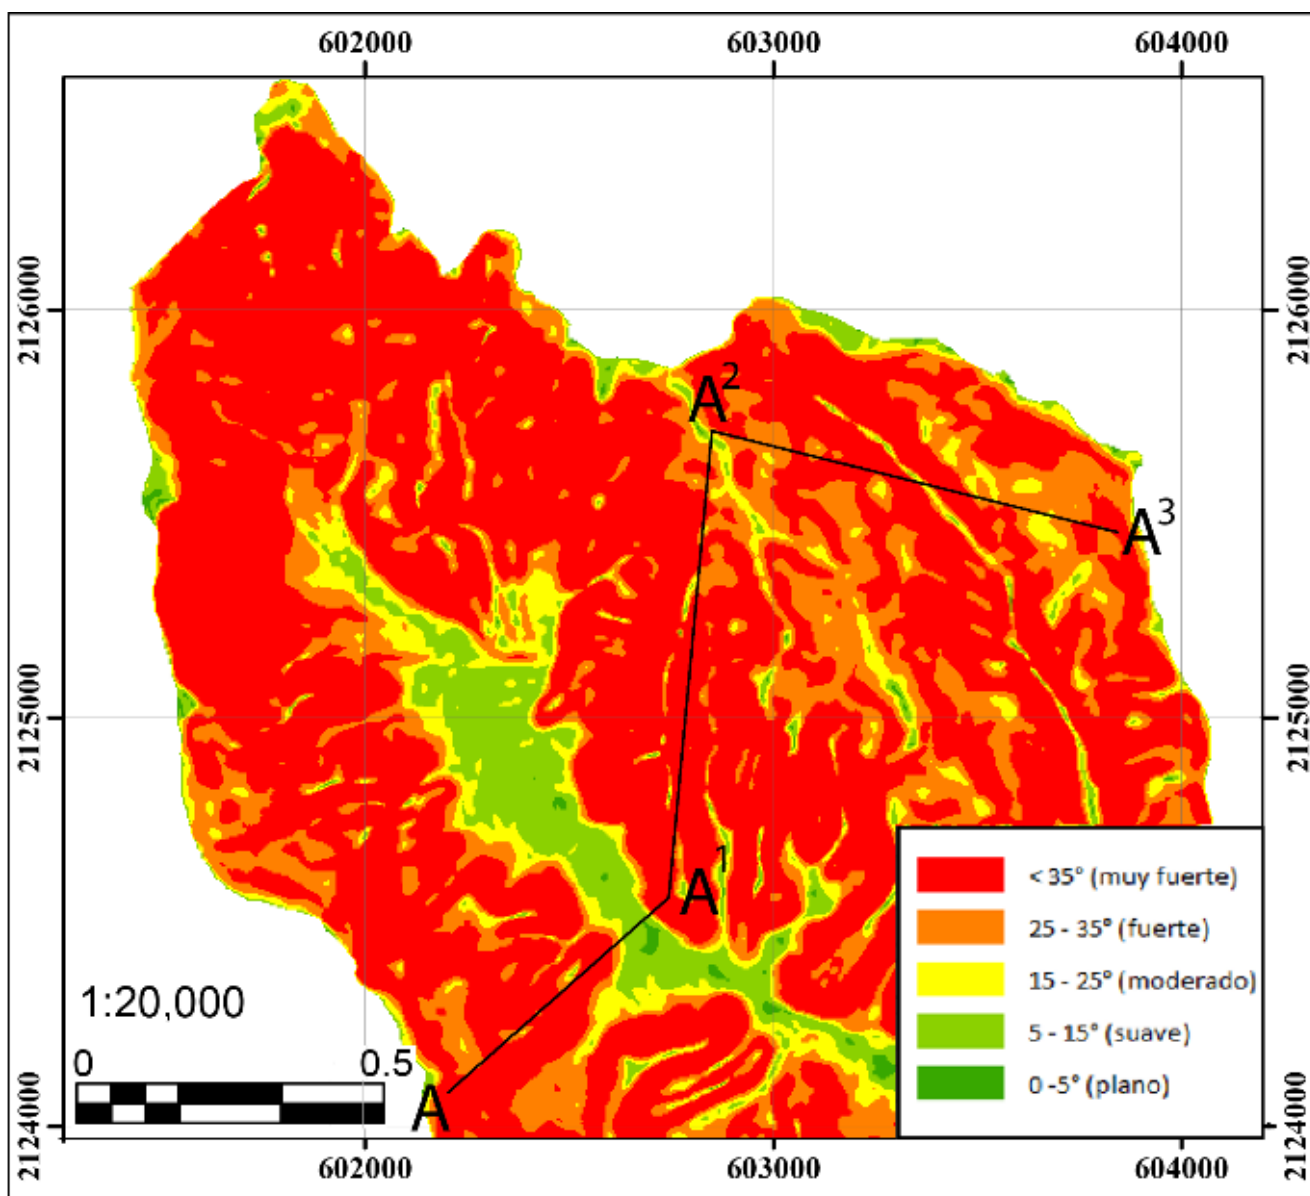 602000 603000 604000
2126000 2126000
A2
A3
2125000 2125000
A1
< 35° (muy fuerte)
25 - 35° (fuerte)
15 - 25° (moderado)
5 - 15° (suave)
0 -5° (plano)
1:20,000
0 0.5
A
2124000 2124000
602000 603000 604000